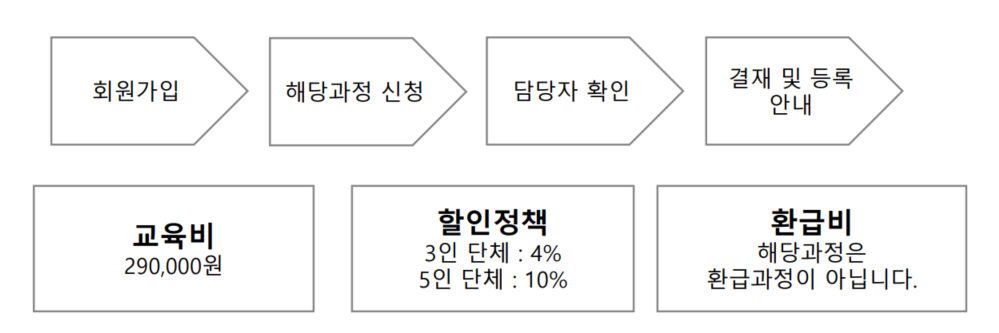 회원가입
해당과정 신청
담당자 확인
결재 및 등록
안내
교육비
290,000원
할인정책
3인 단체 : 4%
5인 단체 : 10%
환급비
해당과정은
환급과정이 아닙니다.